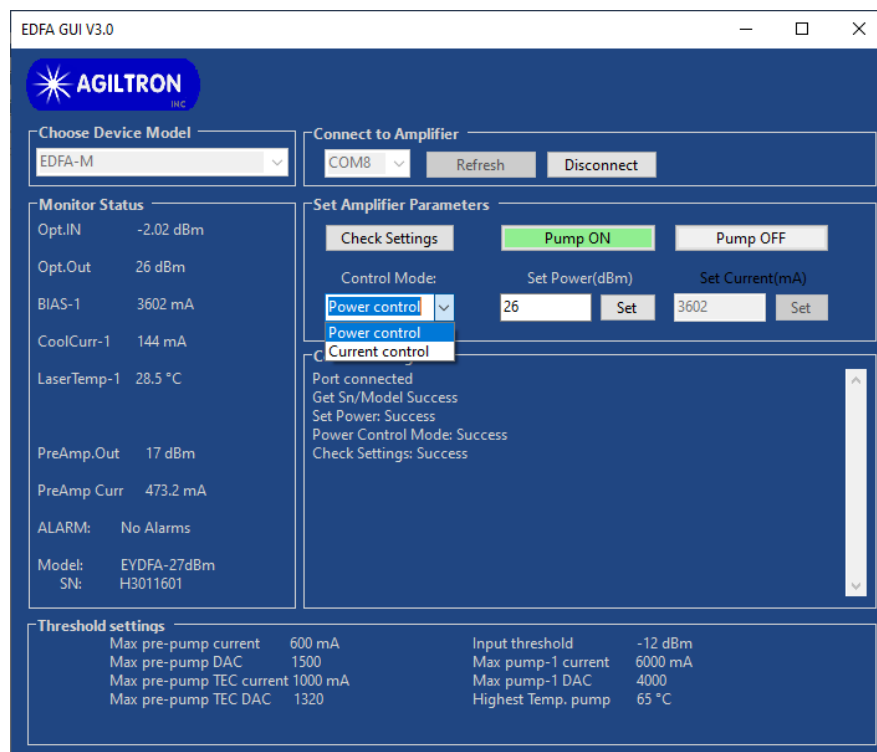 EDFA GUI V3.0
AGILTRON
INC
Choose Device Model
EDFA-M
Connect to Amplifier
COM8
Refresh
Disconnect
Monitor Status
Opt.IN -2.02 dBm
Opt.Out 26 dBm
BIAS-1 3602 mA
CoolCurr-1 144 mA
LaserTemp-1 28.5 °C
PreAmp.Out 17 dBm
PreAmp Curr 473.2 mA
ALARM: No Alarms
Model: EYDFA-27dBm
SN: H3011601
Set Amplifier Parameters
Check Settings
Pump ON
Pump OFF
Control Mode: Set Power(dBm) Set Current(mA)
Power control 26 Set 3602 Set
Power control
Current control
Port connected
Get Sn/Model Success
Set Power: Success
Power Control Mode: Success
Check Settings: Success
Threshold settings
Max pre-pump current 600 mA
Max pre-pump DAC 1500
Max pre-pump TEC current 1000 mA
Max pre-pump TEC DAC 1320
Input threshold -12 dBm
Max pump-1 current 6000 mA
Max pump-1 DAC 4000
Highest Temp. pump 65 °C